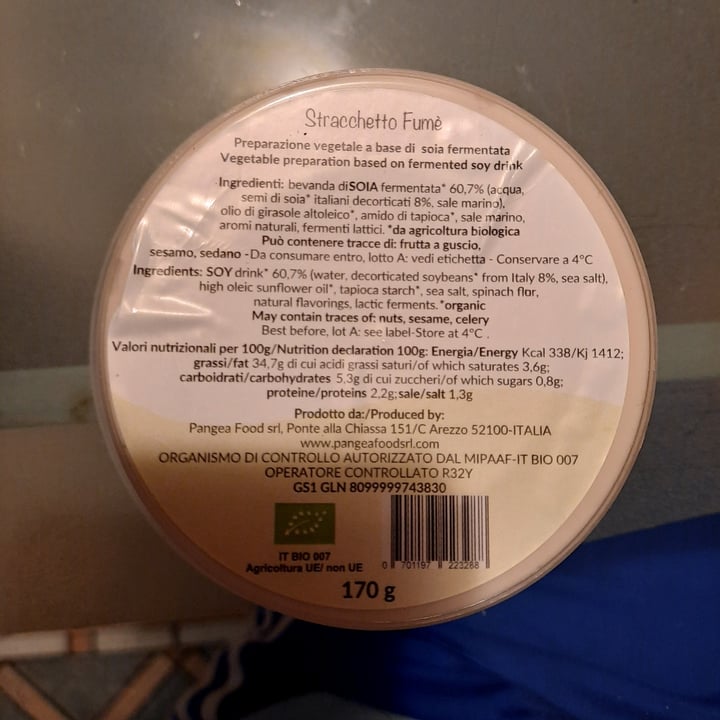 Stracchetto Fumè
Preparazione vegetale a base di soia fermentata
Vegetable preparation based on fermented soy drink
Ingredienti: bevanda diSOIA fermentata* 60,7% (acqua,
semi di soia* italiani decorticati 8%, sale marino),
olio di girasole altoleico*, amido di tapioca*, sale marino,
aromi naturali, fermenti lattici. *da agricoltura biologica
Può contenere tracce di: frutta a guscio,
sesamo, sedano -Da consumare entro, lotto A: vedi etichetta - Conservare a 4°C
Ingredients: SOY drink* 60,7% (water, decorticated soybeans* from Italy 8%, sea salt),
high oleic sunflower oil*, tapioca starch*, sea salt, spinach flor,
natural flavorings, lactic ferments. *organic
May contain traces of: nuts, sesame, celery
Best before, lot A: see label-Store at 4°C .
Valori nutrizionali per 100g/Nutrition declaration 100g: Energia/Energy Kcal 338/Kj 1412;
grassi/fat 34,7g di cui acidi grassi saturi/of which saturates 3,6g;
carboidrati/carbohydrates 5,3g di cui zuccheri/of which sugars 0,8g;
proteine/proteins 2,2g; sale/salt 1,3g
Prodotto da:/Produced by:
Pangea Food srl, Ponte alla Chiassa 151/C Arezzo 52100-ITALIA
www.pangeafoodsrl.com
ORGANISMO DI CONTROLLO AUTORIZZATO DAL MIPAAF-IT BIO 007
OPERATORE CONTROLLATO R32Y
GS1 GLN 8099999743830
IT BIO 007
Agricoltura UE/ non UE
0 701197 223288
170 g